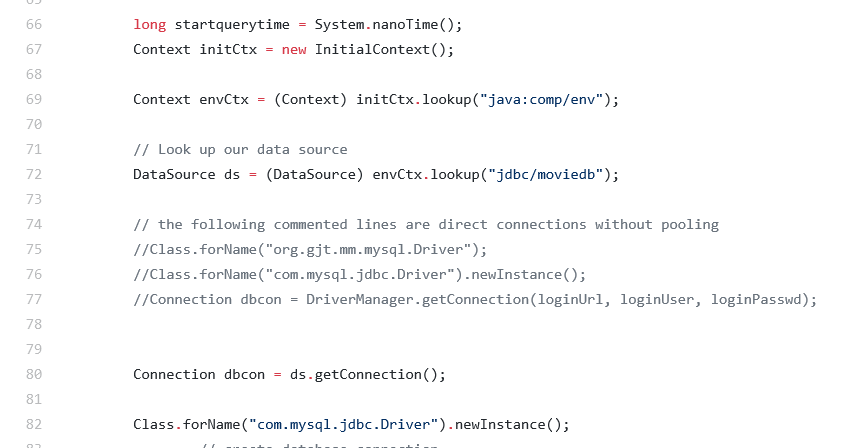 66 long startquerytime = System.nanoTime();
67 Context initCtx = new InitialContext();
68
69 Context envCtx = (Context) initCtx.lookup("java:comp/env");
70
71 // Look up our data source
72 DataSource ds = (DataSource) envCtx.lookup("jdbc/moviedb");
73
74 // the following commented lines are direct connections without pooling
75 //Class.forName("org.gjt.mm.mysql.Driver");
76 //Class.forName("com.mysql.jdbc.Driver").newInstance();
77 //Connection dbcon = DriverManager.getConnection(loginUrl, loginUser, loginPasswd);
78
79
80 Connection dbcon = ds.getConnection();
81
82 Class.forName("com.mysql.jdbc.Driver").newInstance();